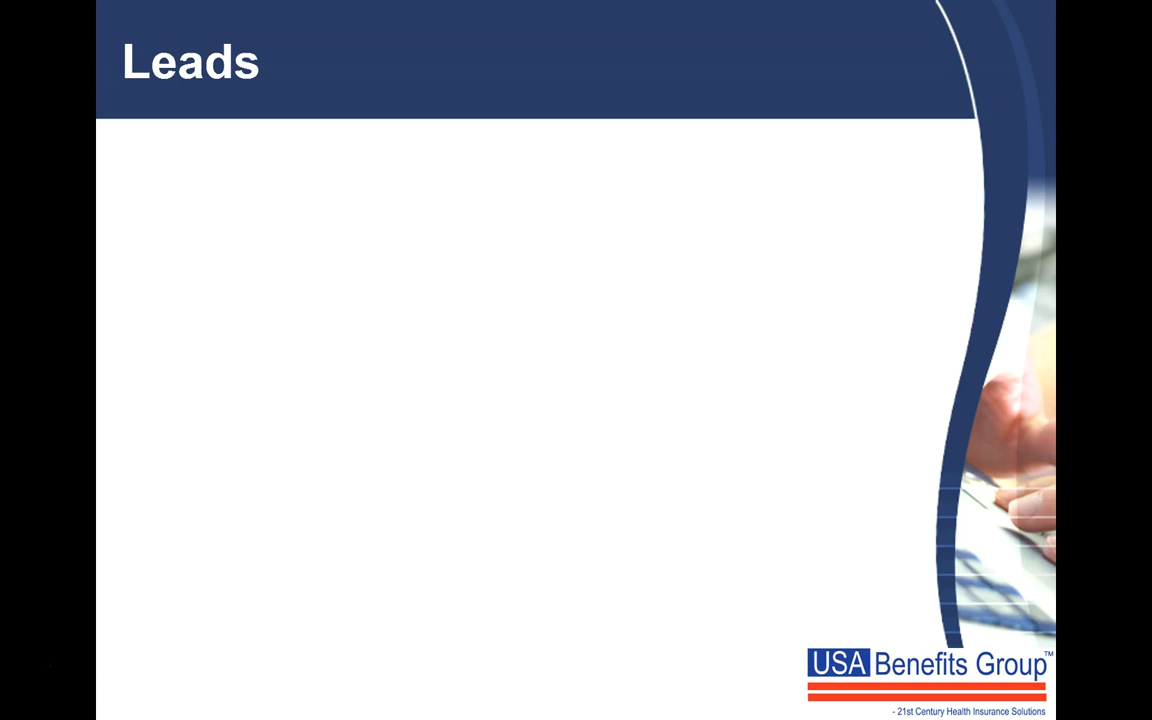 Leads
USA Benefits Group™
- 21st Century Health Insurance Solutions